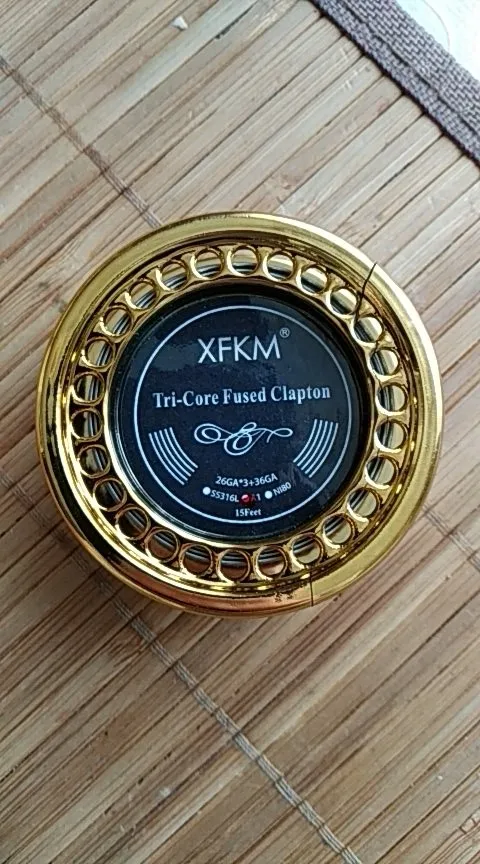 XFKM®
Tri-Core Fused Clapton
26GA*3+36GA
SS316L A1 NI80
15Feet